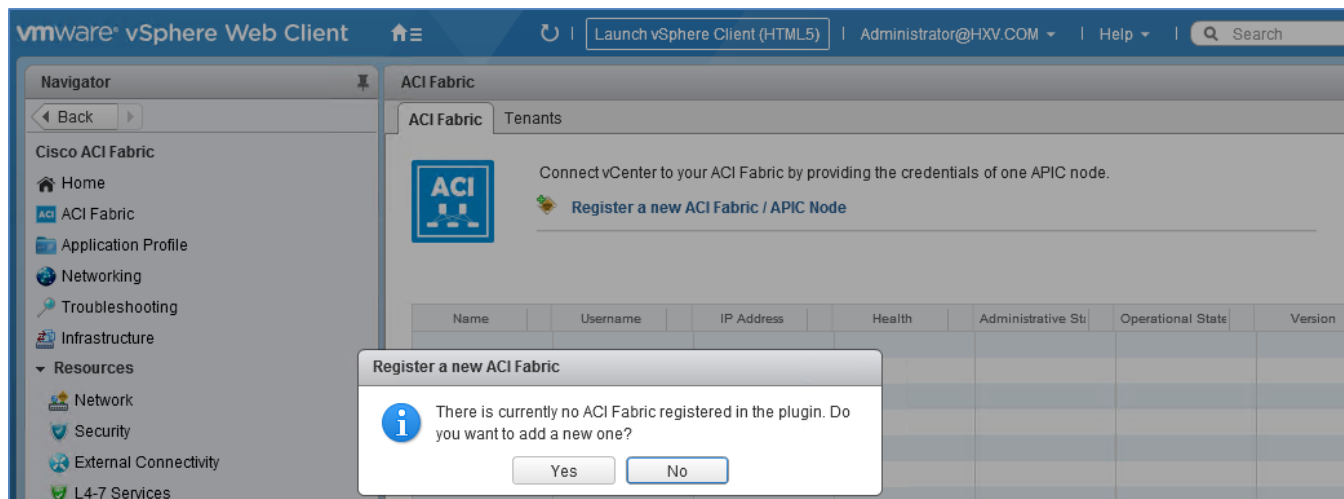 vmware® vSphere Web Client
Launch vSphere Client (HTML5)
Administrator@HXV.COM
Help
Search
Navigator
Back
Cisco ACI Fabric
Home
ACI ACI Fabric
Application Profile
Networking
Troubleshooting
Infrastructure
Resources
Network
Security
External Connectivity
L4-7 Services
ACI Fabric
ACI Fabric Tenants
ACI
Connect vCenter to your ACI Fabric by providing the credentials of one APIC node.
Register a new ACI Fabric / APIC Node
Name Username IP Address Health Administrative Sta Operational State Version
Register a new ACI Fabric
There is currently no ACI Fabric registered in the plugin. Do
you want to add a new one?
Yes No